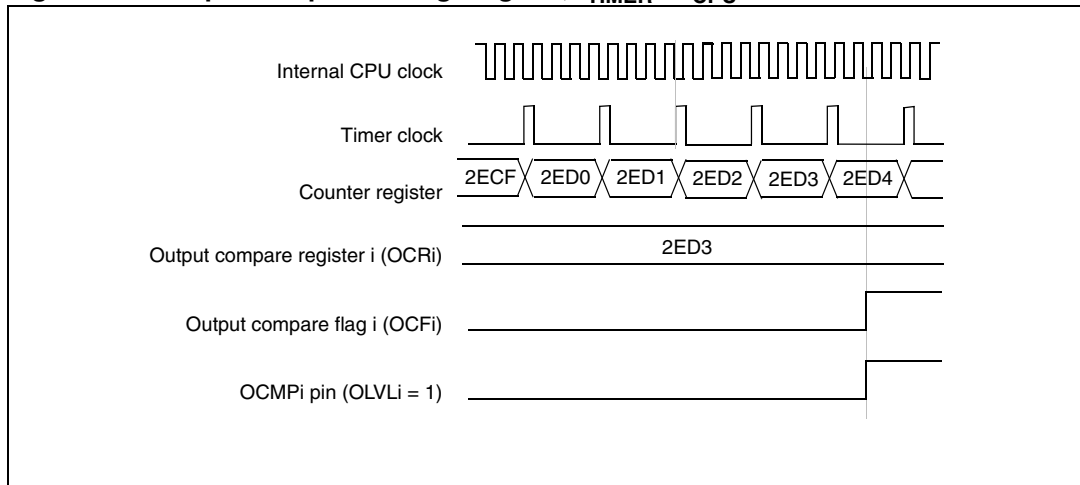 Internal CPU clock
Timer clock
Counter register
2ECF 2ED0 2ED1 2ED2 2ED3 2ED4
Output compare register i (OCRi)
2ED3
Output compare flag i (OCFi)
OCMPi pin (OLVLi = 1)